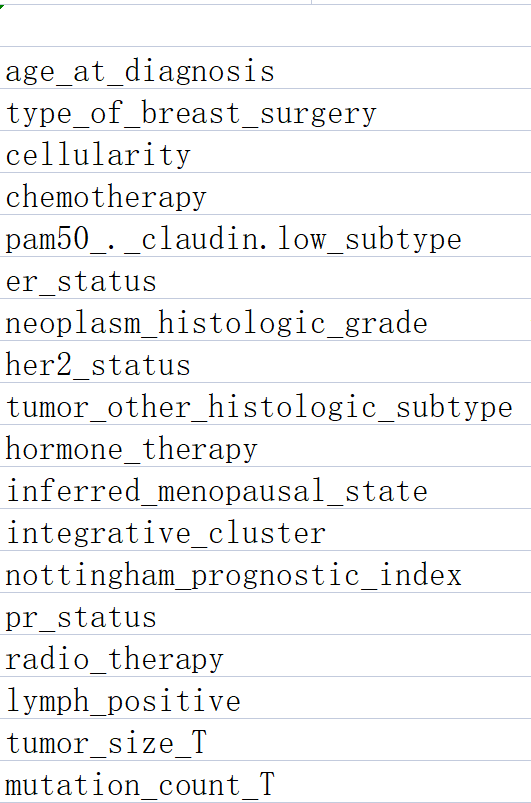 age_at_diagnosis
type_of_breast_surgery
cellularity
chemotherapy
pam50_._claudin.low_subtype
er_status
neoplasm_histologic_grade
her2_status
tumor_other_histologic_subtype
hormone_therapy
inferred_menopausal_state
integrative_cluster
nottingham_prognostic_index
pr_status
radio_therapy
lymph_positive
tumor_size_T
mutation_count_T